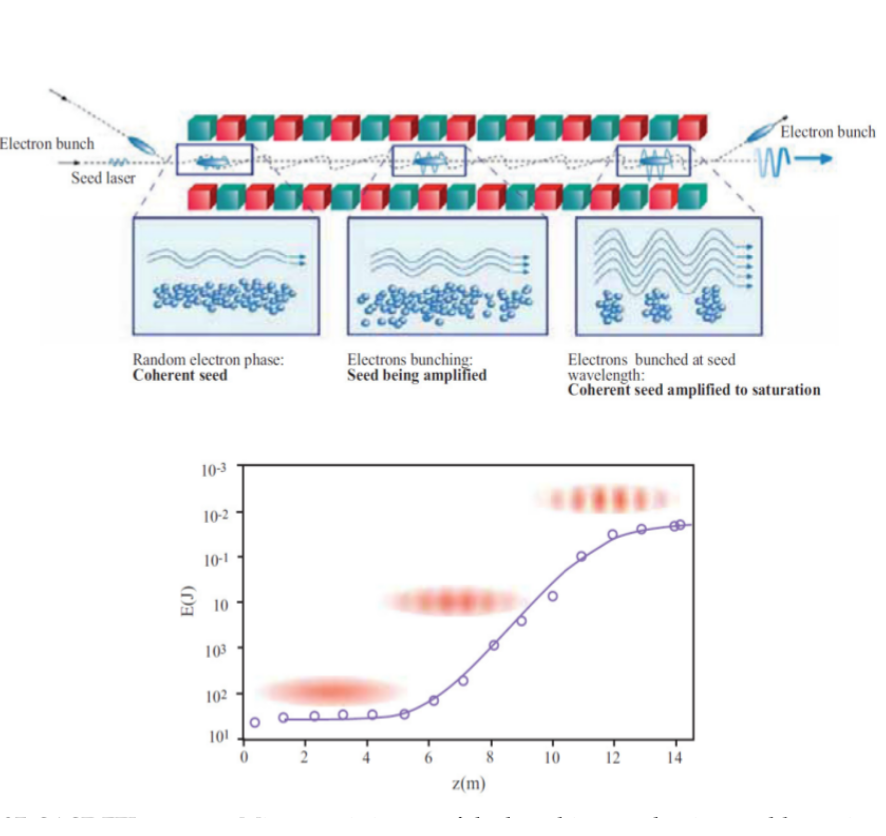 Electron bunch
Seed laser
Electron bunch
Random electron phase:
Coherent seed
Electrons bunching:
Seed being amplified
Electrons bunched at seed
wavelength:
Coherent seed amplified to saturation
10-3
10-2
10-1
10
10³
10²
10¹
E(J)
0 2 4 6 8 10 12 14
z(m)